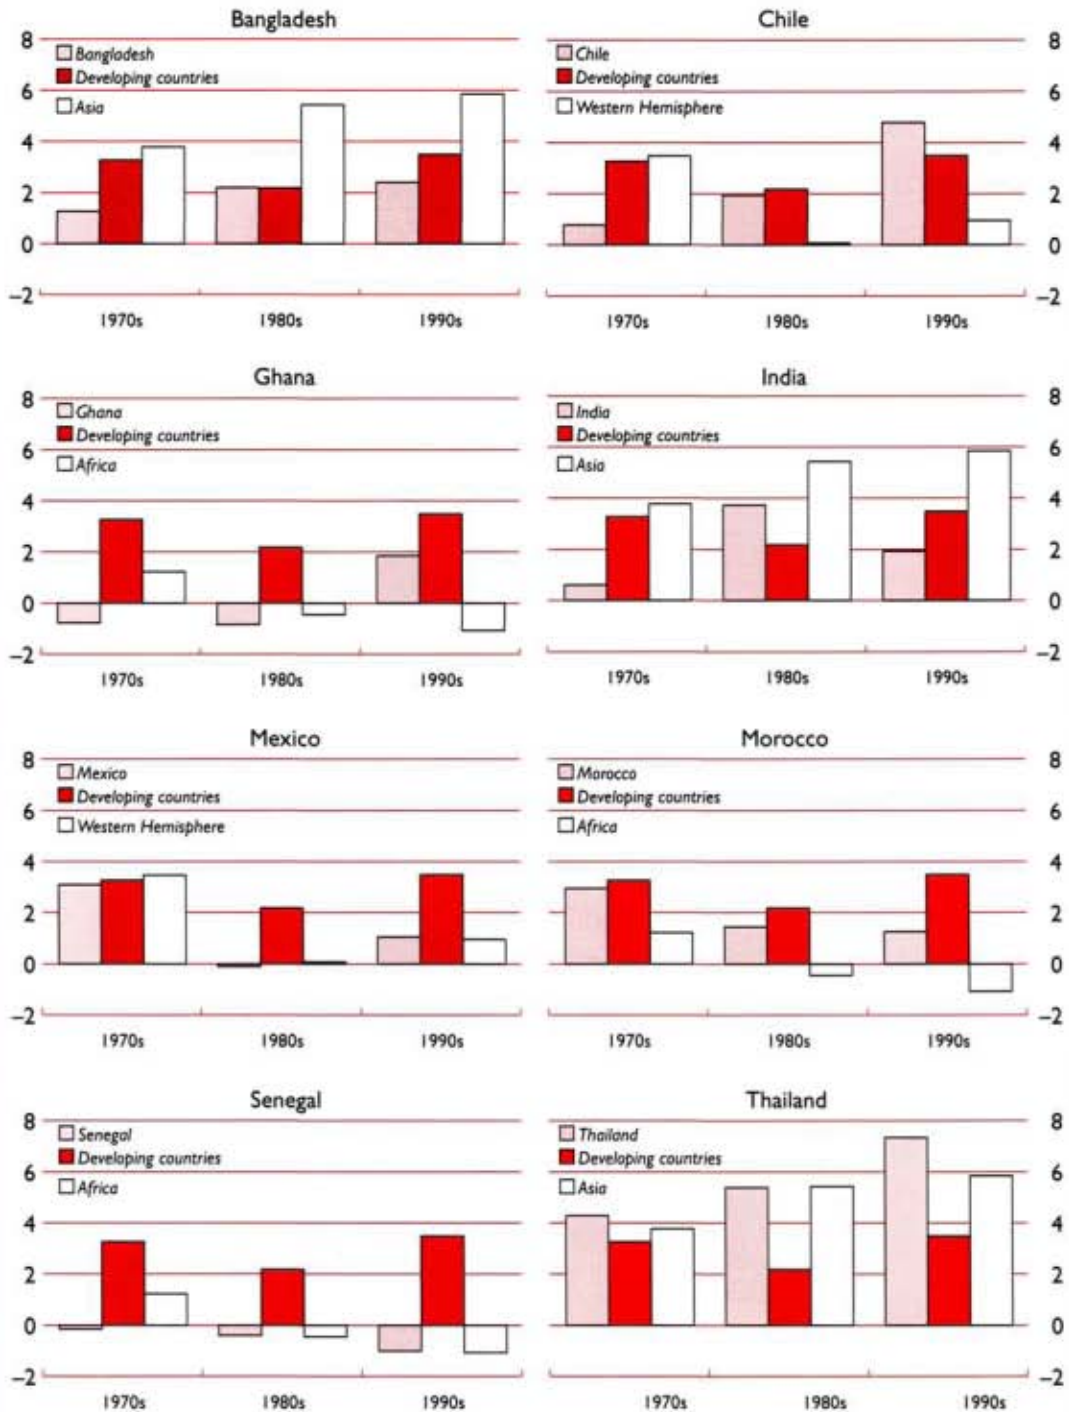 Bangladesh
8
6
4
2
0
–2
Bangladesh
Developing countries
Asia
1970s 1980s 1990s
Chile
8
6
4
2
0
–2
Chile
Developing countries
Western Hemisphere
1970s 1980s 1990s
Ghana
8
6
4
2
0
–2
Ghana
Developing countries
Africa
1970s 1980s 1990s
India
8
6
4
2
0
–2
India
Developing countries
Asia
1970s 1980s 1990s
Mexico
8
6
4
2
0
–2
Mexico
Developing countries
Western Hemisphere
1970s 1980s 1990s
Morocco
8
6
4
2
0
–2
Morocco
Developing countries
Africa
1970s 1980s 1990s
Senegal
8
6
4
2
0
–2
Senegal
Developing countries
Africa
1970s 1980s 1990s
Thailand
8
6
4
2
0
–2
Thailand
Developing countries
Asia
1970s 1980s 1990s